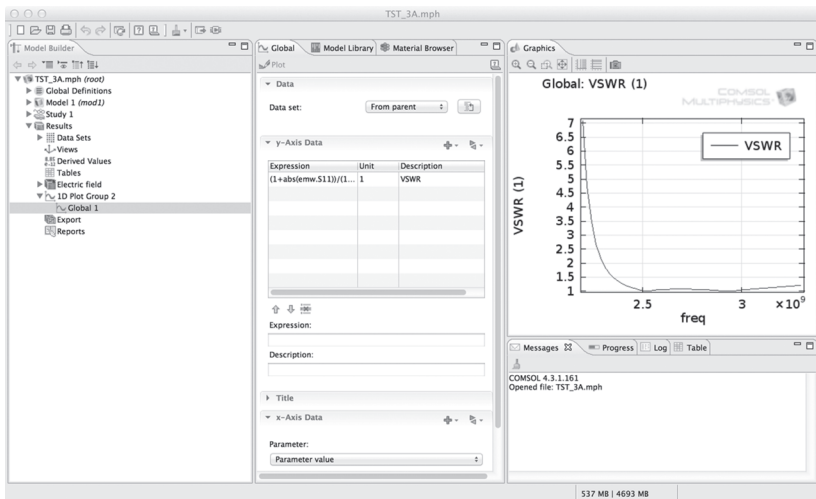 TST_3A.mph
Model Builder
TST_3A.mph (root)
Global Definitions
Model 1 (mod1)
Study 1
Results
Data Sets
Views
Derived Values
Tables
Electric field
1D Plot Group 2
Global 1
Export
Reports
Global
Model Library
Material Browser
Plot
Data
Data set:
From parent
y-Axis Data
Expression Unit Description
(1+abs(emw.S11))/(1... 1 VSWR
Expression:
Description:
Title
x-Axis Data
Parameter:
Parameter value
Graphics
Global: VSWR (1)
COMSOL
MULTIPHYSICS
VSWR
VSWR (1)
7
6.5
6
5.5
5
4.5
4
3.5
3
2.5
2
1.5
1
2.5 3 ×10⁹
freq
Messages
Progress
Log
Table
COMSOL 4.3.1.161
Opened file: TST_3A.mph
537 MB | 4693 MB